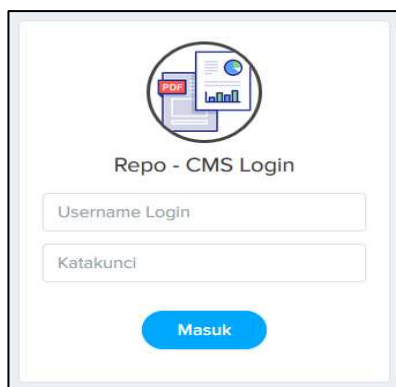 PDF
Repo - CMS Login
Username Login
Katakunci
Masuk